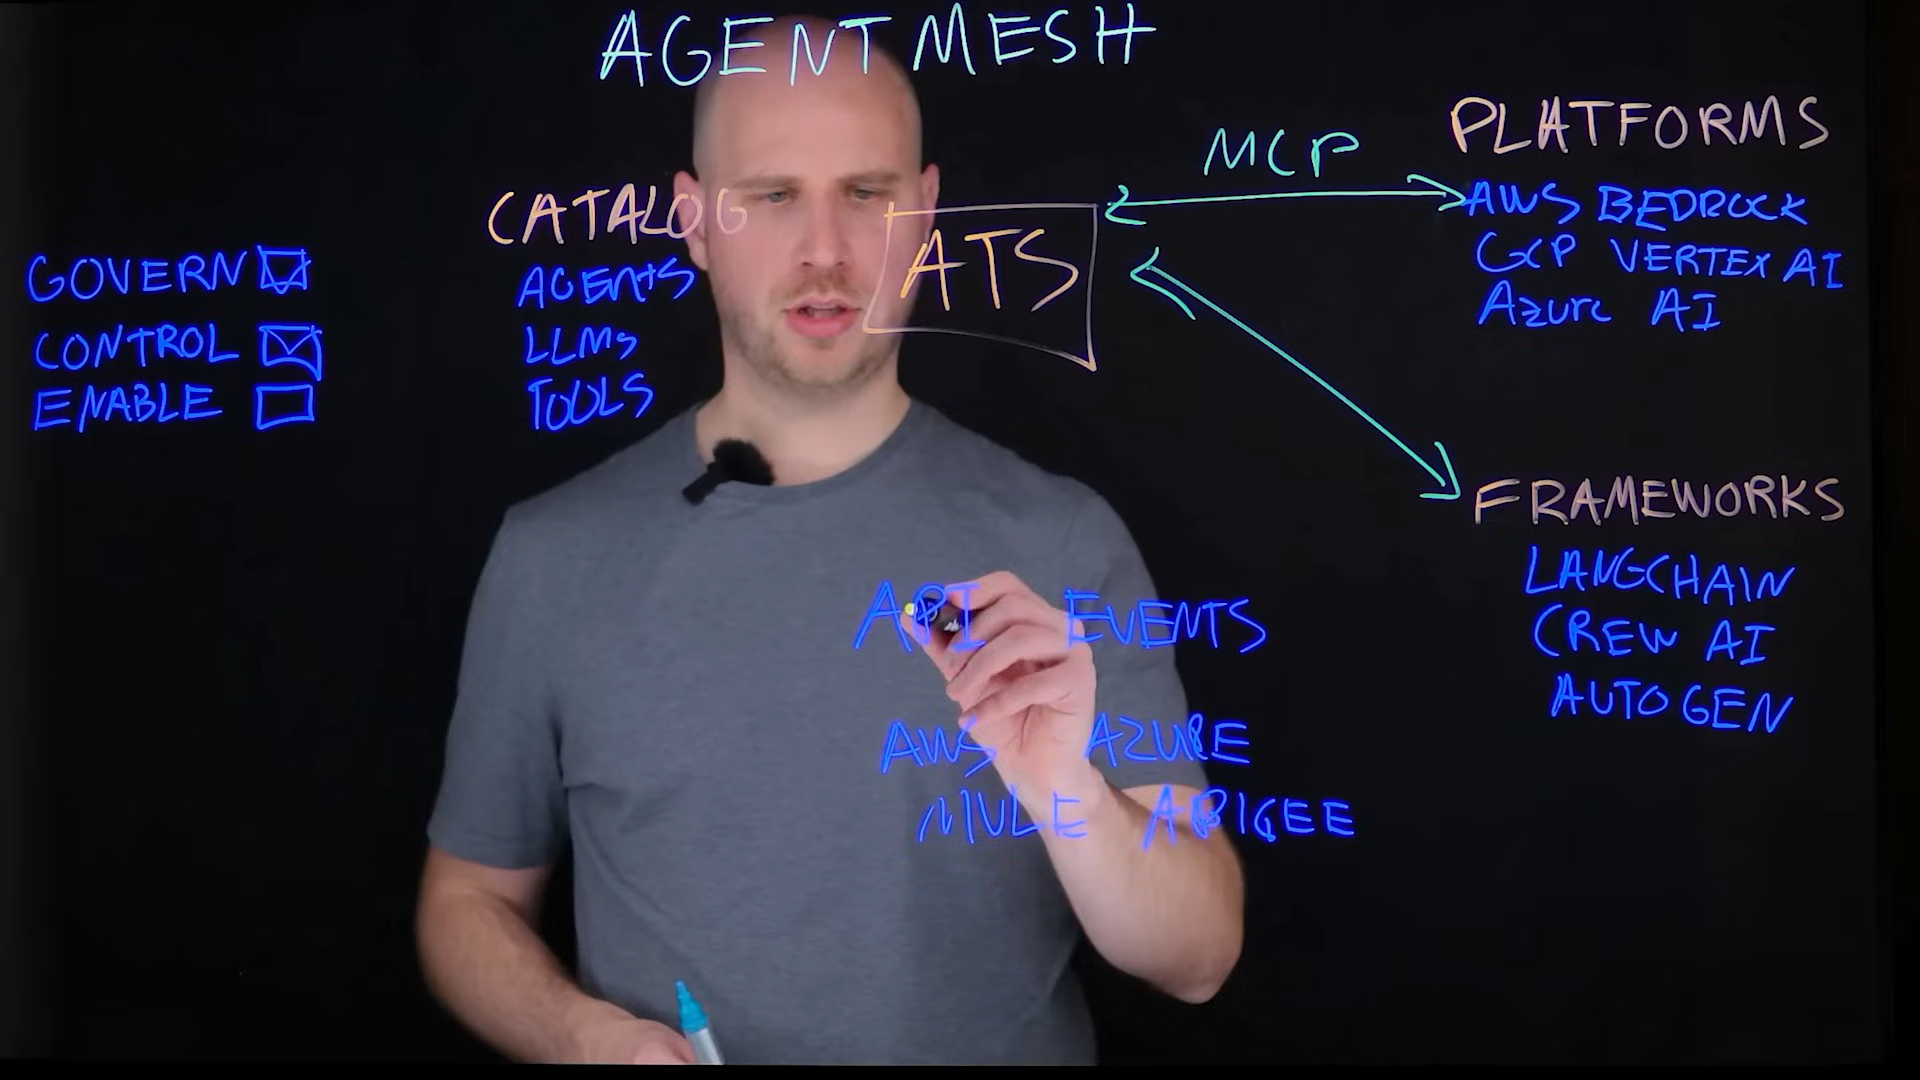 AGENT MESH
GOVERN
CONTROL
ENABLE
CATALOG
AGENTS
LLMs
TOOLS
ATS
MCP
PLATFORMS
AWS BEDROCK
GCP VERTEX AI
Azure AI
FRAMEWORKS
LANGCHAIN
CREW AI
AUTOGEN
API EVENTS
AWS AZURE
MULE APIGEE